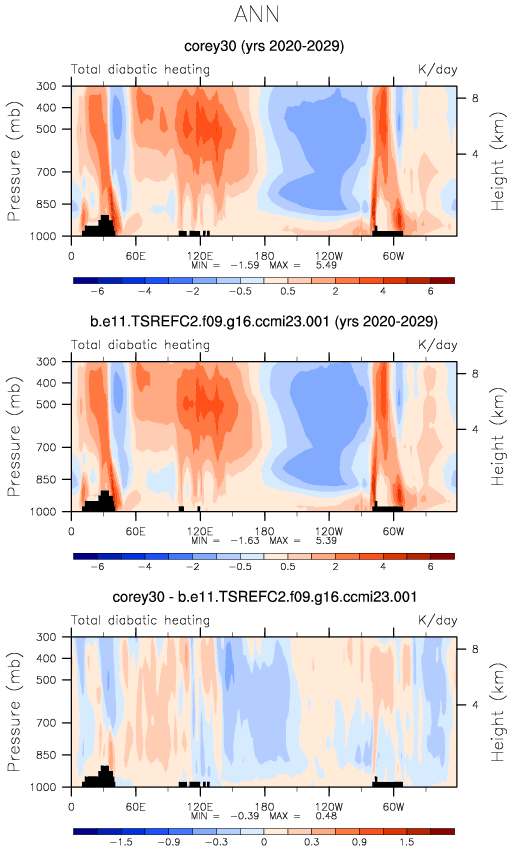 ANN
corey30 (yrs 2020-2029)
Total diabatic heating K/day
300
500
700
850
1000
Pressure (mb)
8
4
Height (km)
0 60E 120E 180 120W 60W
MIN = -1.59 MAX = 5.49
-6 -4 -2 -0.5 0.5 2 4 6
b.e11.TSREFC2.f09.g16.ccmi23.001 (yrs 2020-2029)
Total diabatic heating K/day
300
500
700
850
1000
Pressure (mb)
8
4
Height (km)
0 60E 120E 180 120W 60W
MIN = -1.63 MAX = 5.39
-6 -4 -2 -0.5 0.5 2 4 6
corey30 - b.e11.TSREFC2.f09.g16.ccmi23.001
Total diabatic heating K/day
300
500
700
850
1000
Pressure (mb)
8
4
Height (km)
0 60E 120E 180 120W 60W
MIN = -0.39 MAX = 0.48
-1.5 -0.9 -0.3 0 0.3 0.9 1.5